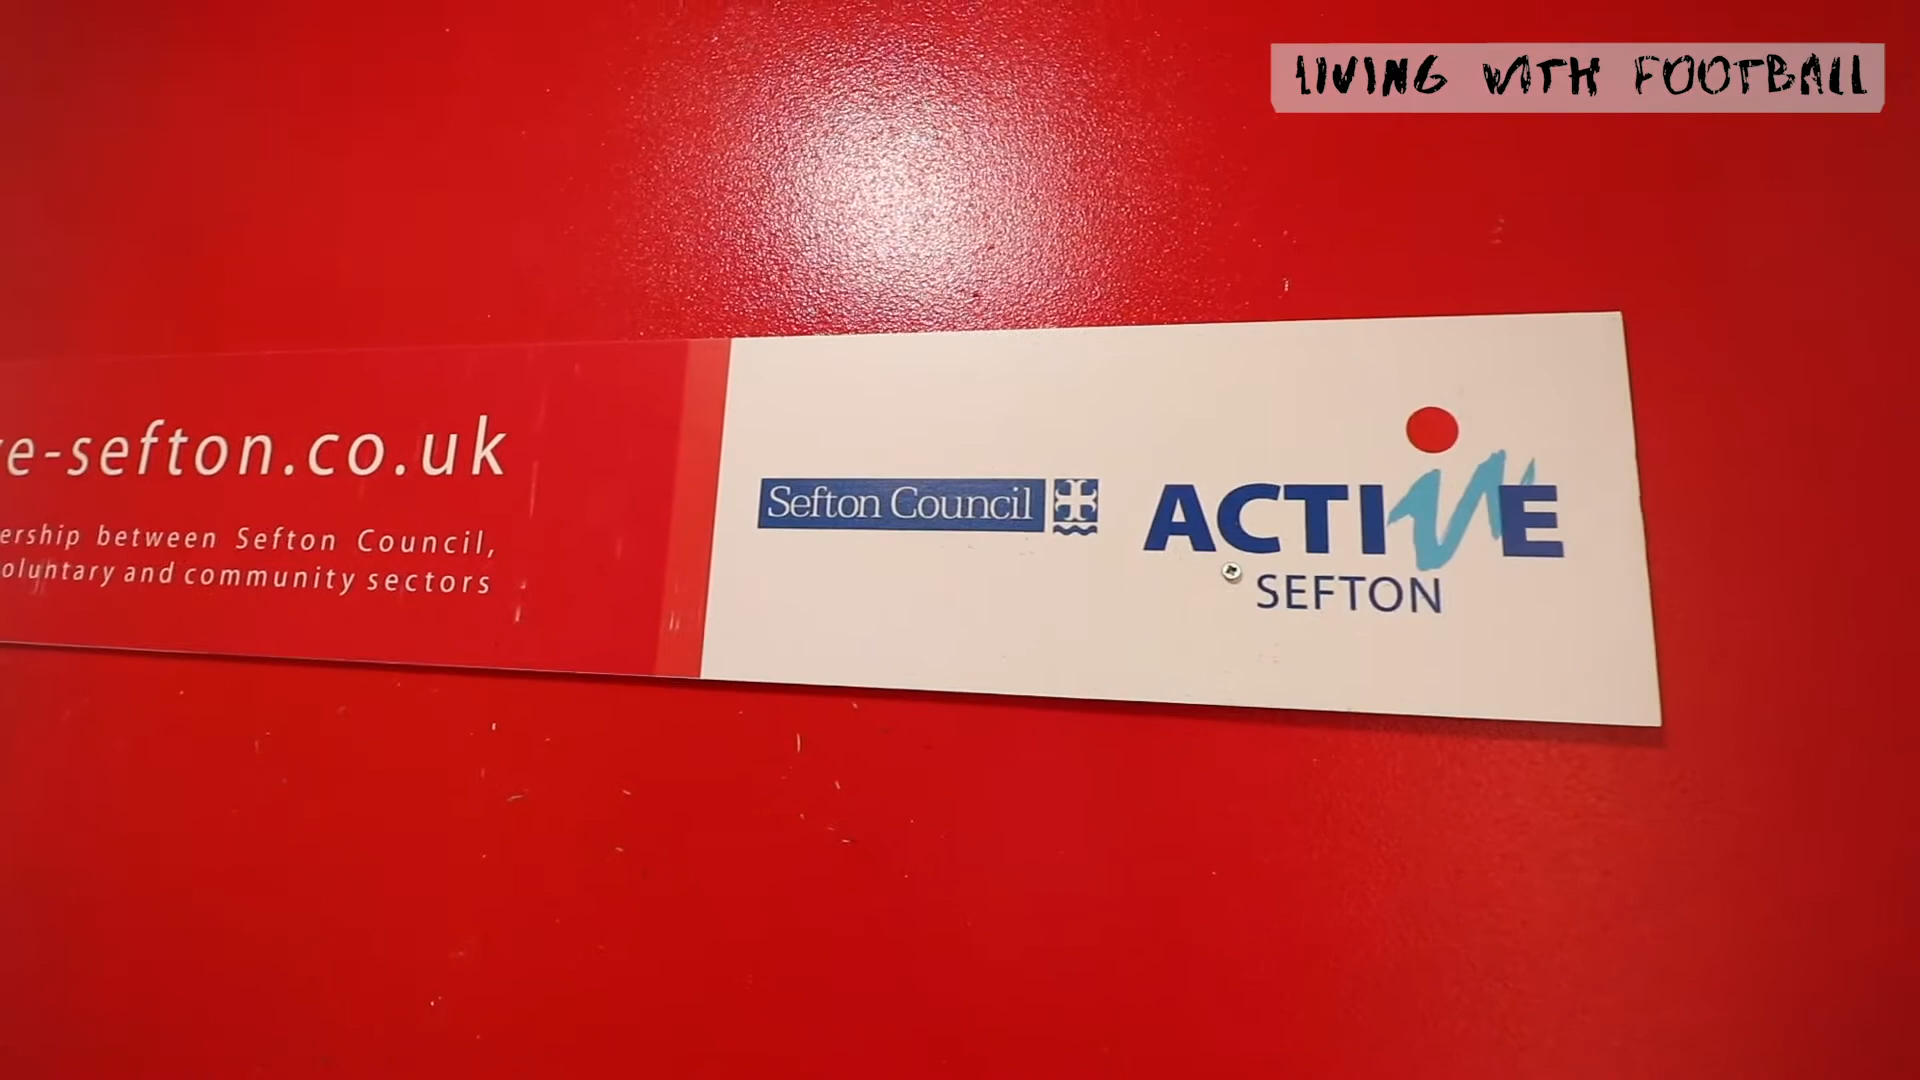 LIVING WITH FOOTBALL
e-sefton.co.uk
ership between Sefton Council,
oluntary and community sectors
Sefton Council
ACTIVE
SEFTON